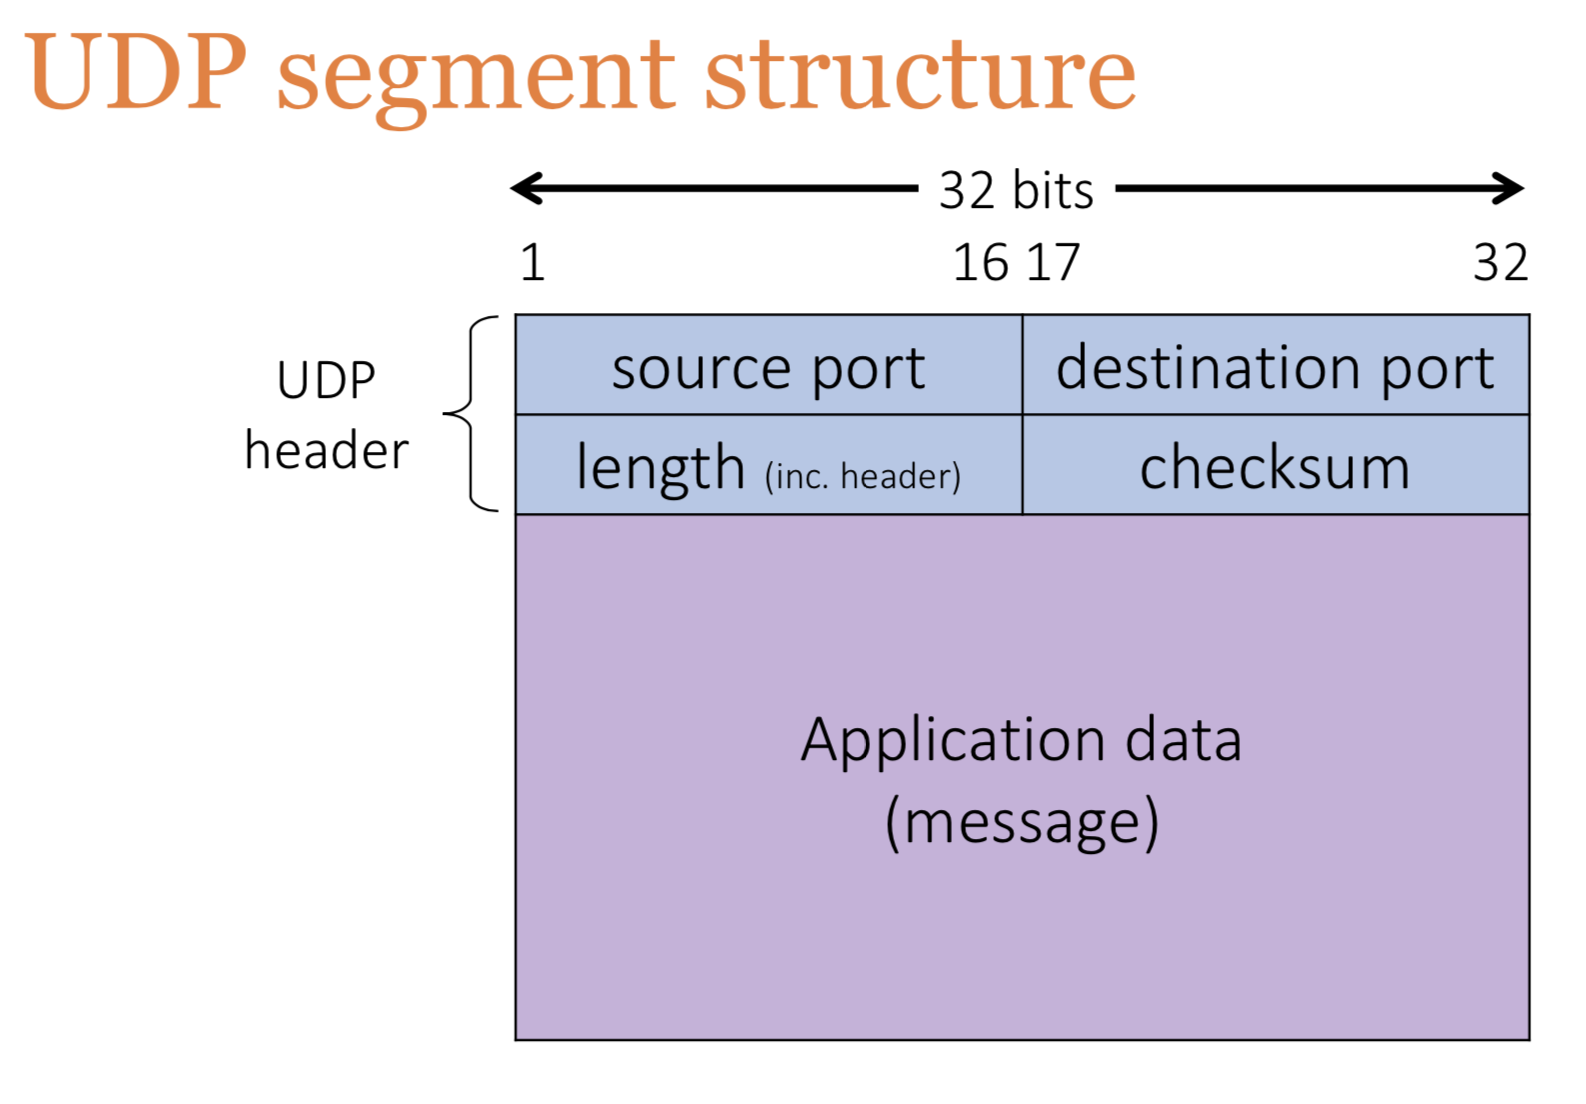 UDP segment structure
32 bits
1 16 17 32
UDP
header
source port destination port
length (inc. header) checksum
Application data
(message)